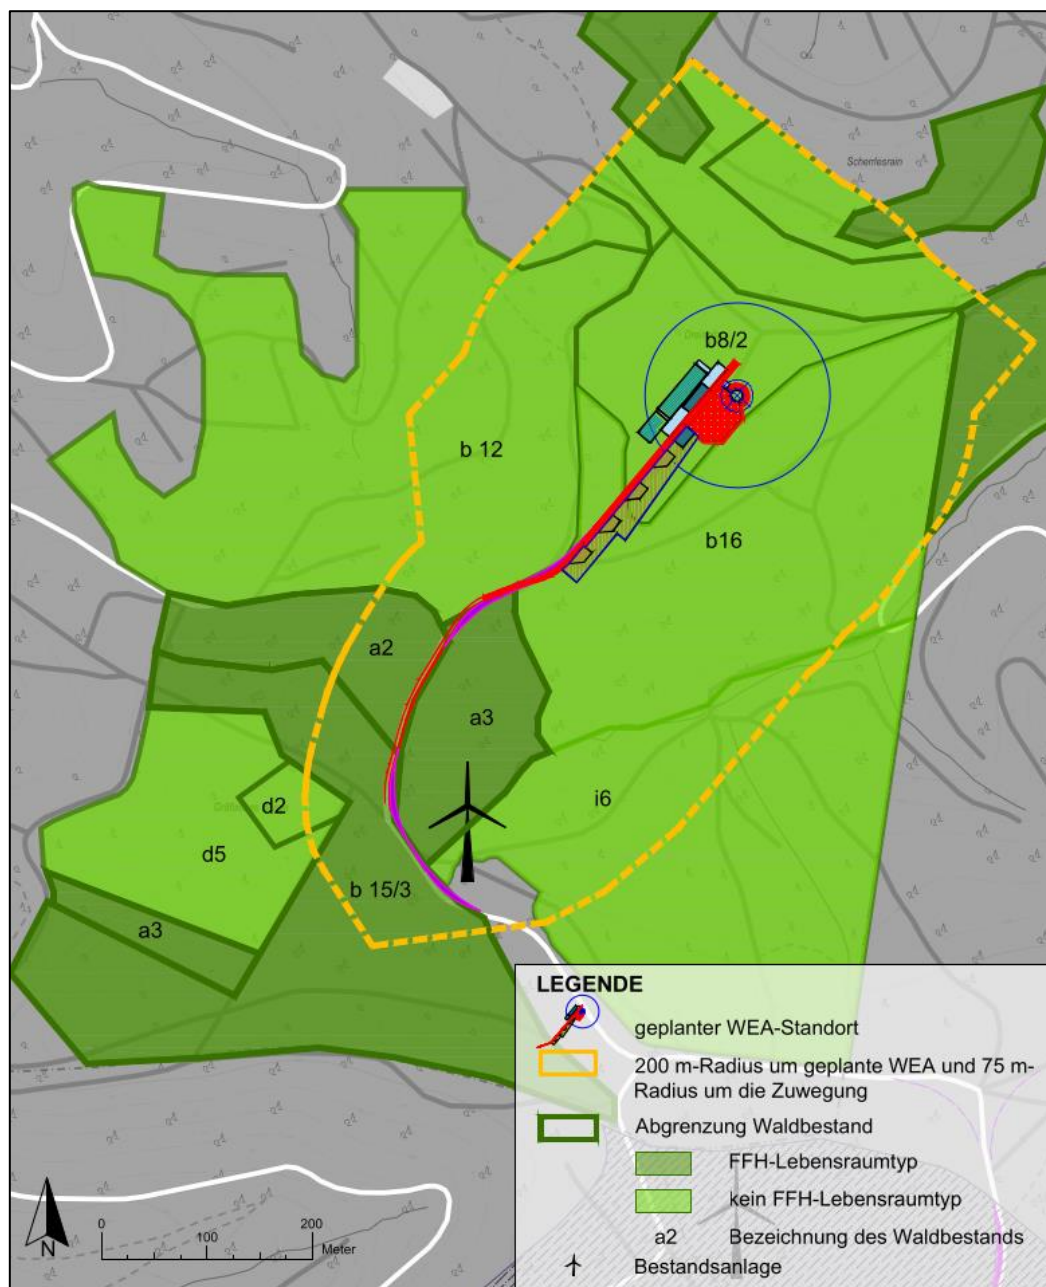 Scherrlesrain
b8/2
b 12
b16
a2
a3
d2
i6
d5
b 15/3
a3
LEGENDE
geplanter WEA-Standort
200 m-Radius um geplante WEA und 75 m-
Radius um die Zuwegung
Abgrenzung Waldbestand
FFH-Lebensraumtyp
kein FFH-Lebensraumtyp
a2 Bezeichnung des Waldbestands
Bestandsanlage
N
0 100 200
Meter